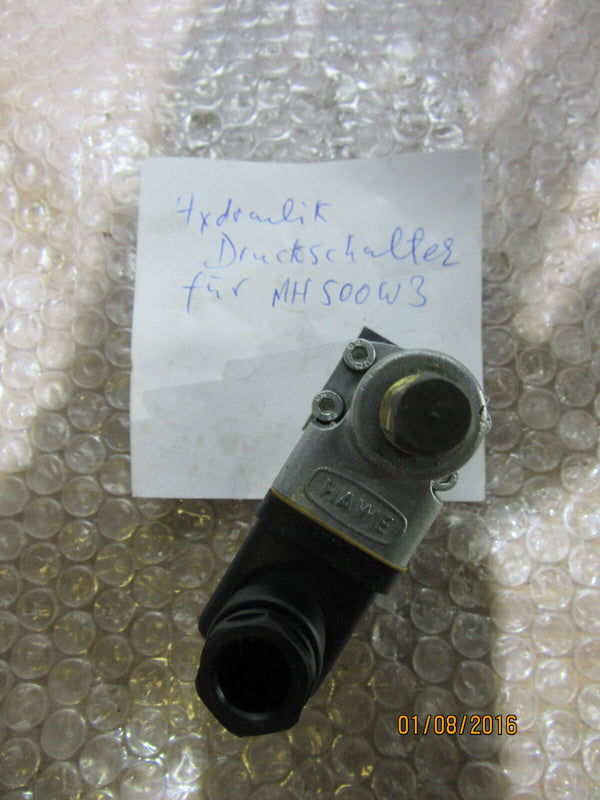 Hydraulik
Druckschalter
für MH500W3
HAWE
01/08/2016